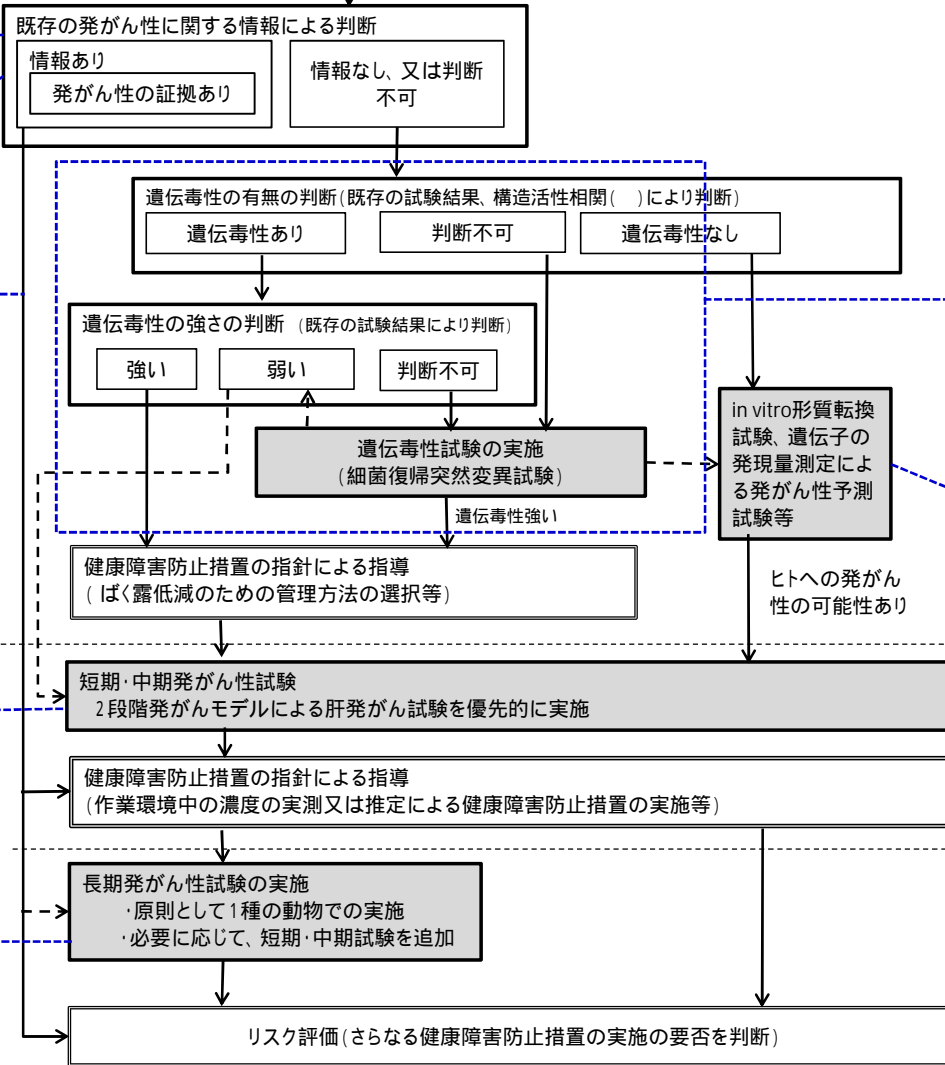 既存の発がん性に関する情報による判断
情報あり
発がん性の証拠あり
情報なし、又は判断
不可
遺伝毒性の有無の判断(既存の試験結果、構造活性相関(　)により判断)
遺伝毒性あり
判断不可
遺伝毒性なし
遺伝毒性の強さの判断 (既存の試験結果により判断)
強い
弱い
判断不可
遺伝毒性試験の実施
(細菌復帰突然変異試験)
in vitro形質転換
試験、遺伝子の
発現量測定によ
る発がん性予測
試験等
遺伝毒性強い
健康障害防止措置の指針による指導
( ばく露低減のための管理方法の選択等)
ヒトへの発がん
性の可能性あり
短期・中期発がん性試験
2段階発がんモデルによる肝発がん試験を優先的に実施
健康障害防止措置の指針による指導
(作業環境中の濃度の実測又は推定による健康障害防止措置の実施等)
長期発がん性試験の実施
・原則として1種の動物での実施
・必要に応じて、短期・中期試験を追加
リスク評価(さらなる健康障害防止措置の実施の要否を判断)